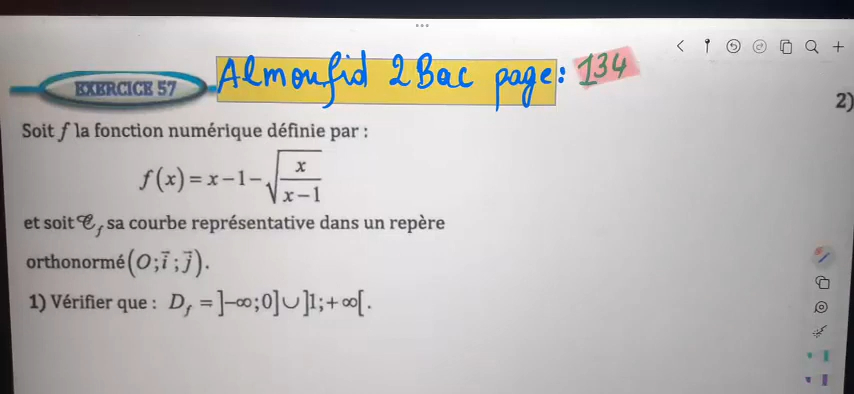 EXERCICE 57
Almoufid 2Bac page: 134
2)
Soit f la fonction numérique définie par :
f(x) = x − 1 − √(x/(x−1))
et soit 𝒞f sa courbe représentative dans un repère
orthonormé (O; i⃗ ; j⃗).
1) Vérifier que : Df = ]−∞;0] ∪ ]1;+∞[.